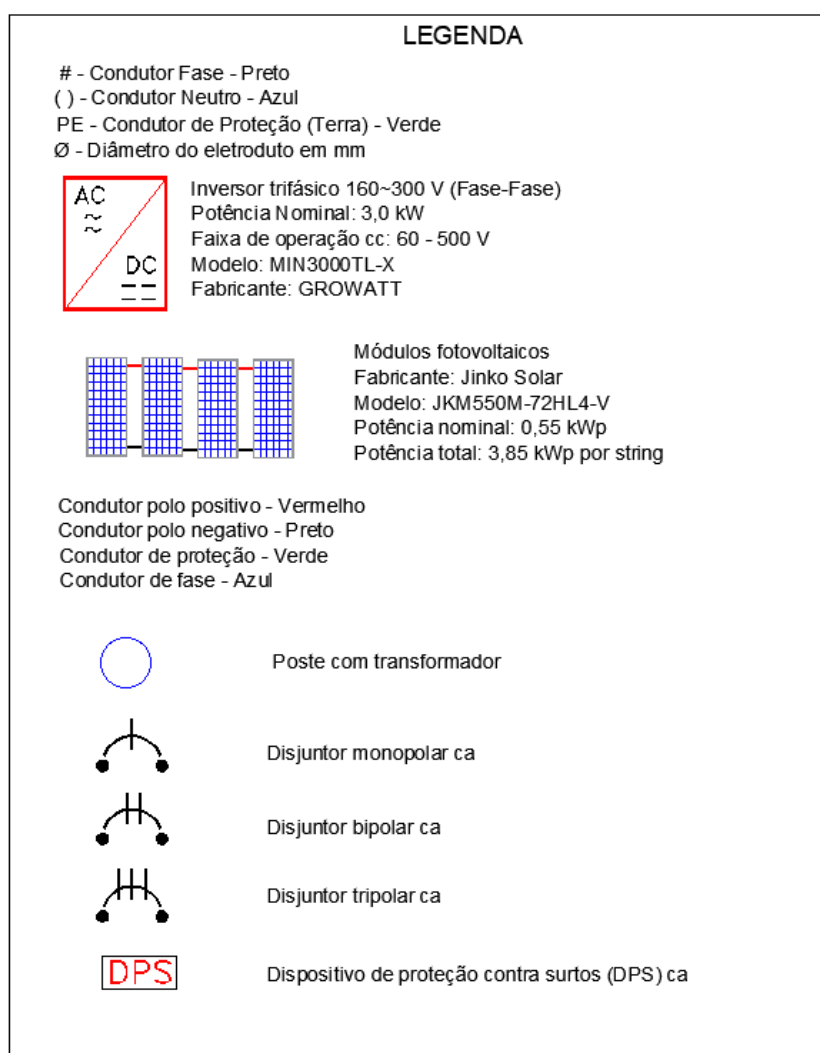 LEGENDA
# - Condutor Fase - Preto
( ) - Condutor Neutro - Azul
PE - Condutor de Proteção (Terra) - Verde
Ø - Diâmetro do eletroduto em mm
AC
DC
Inversor trifásico 160~300 V (Fase-Fase)
Potência Nominal: 3,0 kW
Faixa de operação cc: 60 - 500 V
Modelo: MIN3000TL-X
Fabricante: GROWATT
Módulos fotovoltaicos
Fabricante: Jinko Solar
Modelo: JKM550M-72HL4-V
Potência nominal: 0,55 kWp
Potência total: 3,85 kWp por string
Condutor polo positivo - Vermelho
Condutor polo negativo - Preto
Condutor de proteção - Verde
Condutor de fase - Azul
Poste com transformador
Disjuntor monopolar ca
Disjuntor bipolar ca
Disjuntor tripolar ca
DPS
Dispositivo de proteção contra surtos (DPS) ca